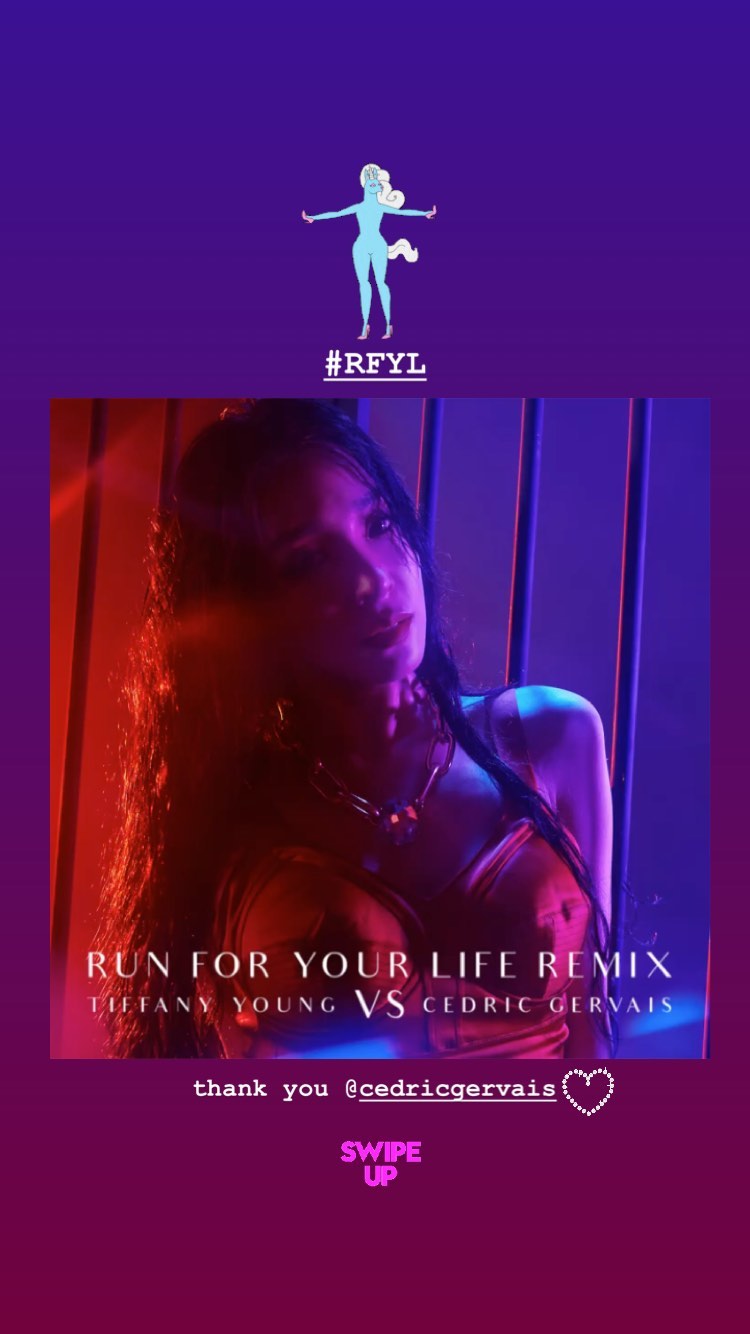 #RFYL
RUN FOR YOUR LIFE REMIX
TIFFANY YOUNG VS CEDRIC GERVAIS
thank you @cedricgervais
SWIPE
UP